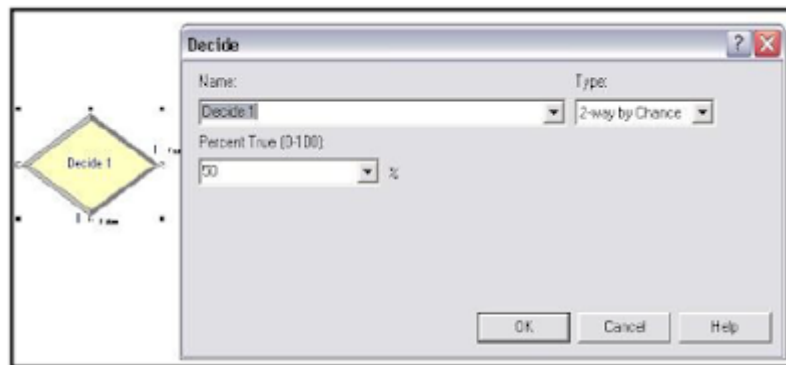 Decide
Name:
Type:
Decide 1
2-way by Chance
Percent True (0-100)
50
%
Decide 1
OK
Cancel
Help